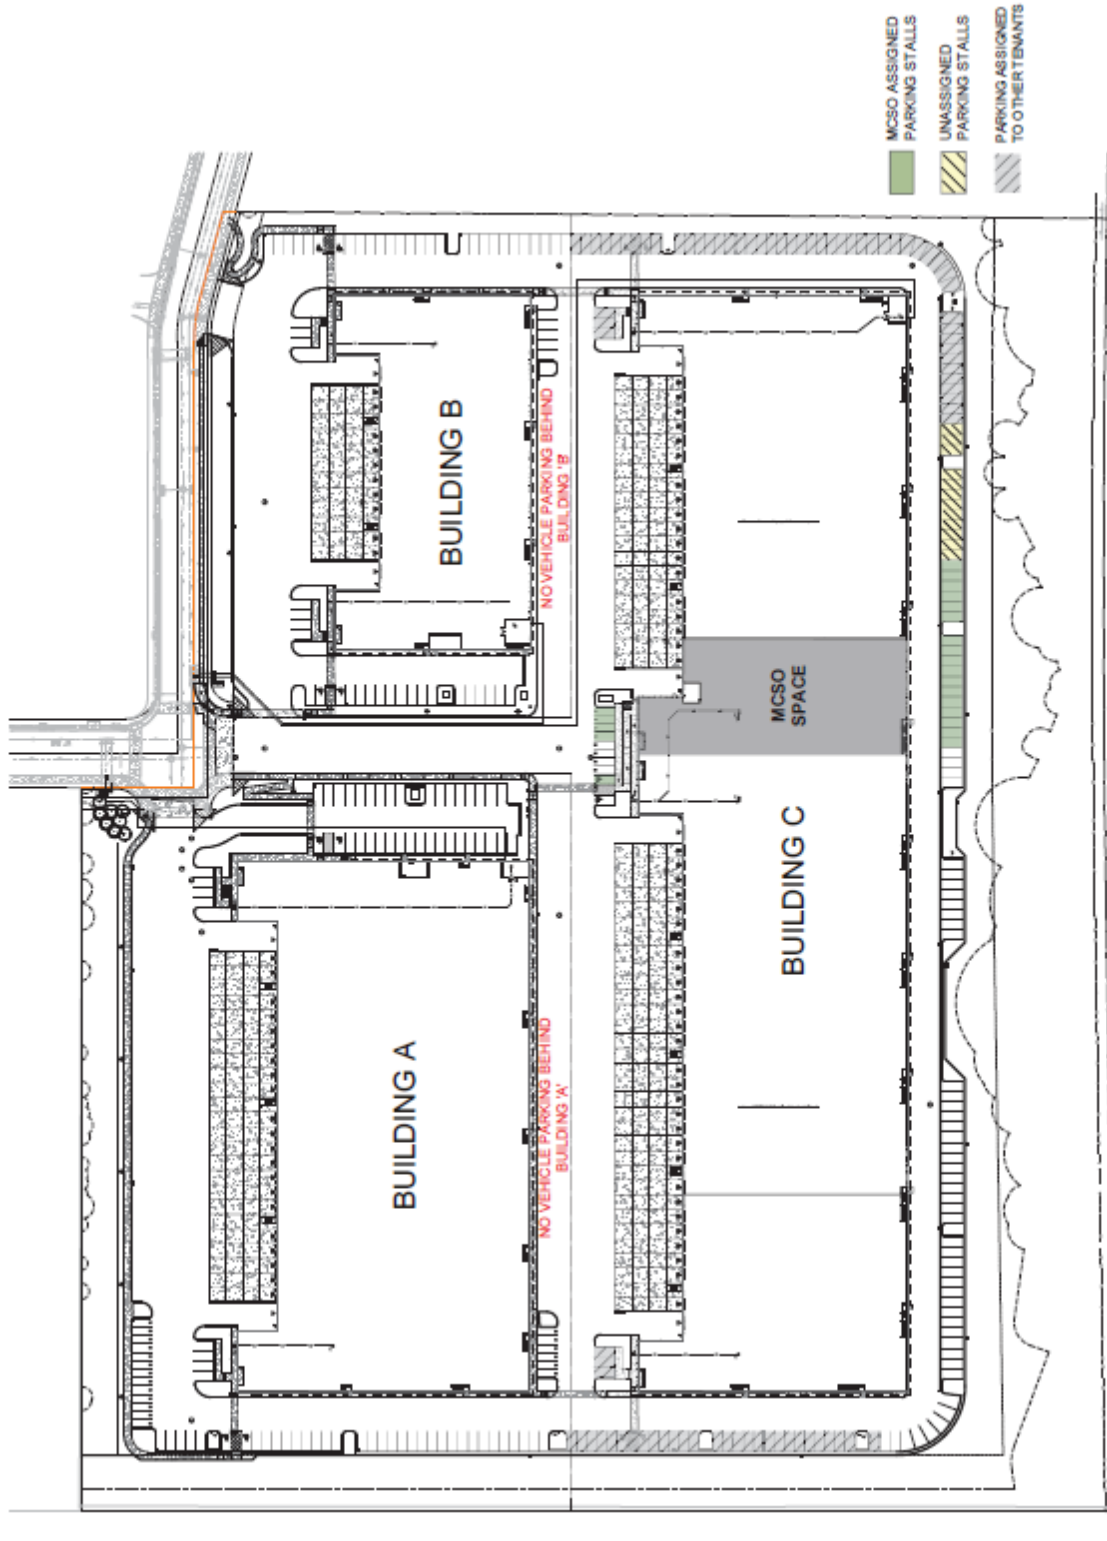 MCSO ASSIGNED
PARKING STALLS
UNASSIGNED
PARKING STALLS
PARKING ASSIGNED
TO OTHER TENANTS
BUILDING B
NO VEHICLE PARKING BEHIND
BUILDING 'B'
MCSO
SPACE
BUILDING C
BUILDING A
NO VEHICLE PARKING BEHIND
BUILDING 'A'